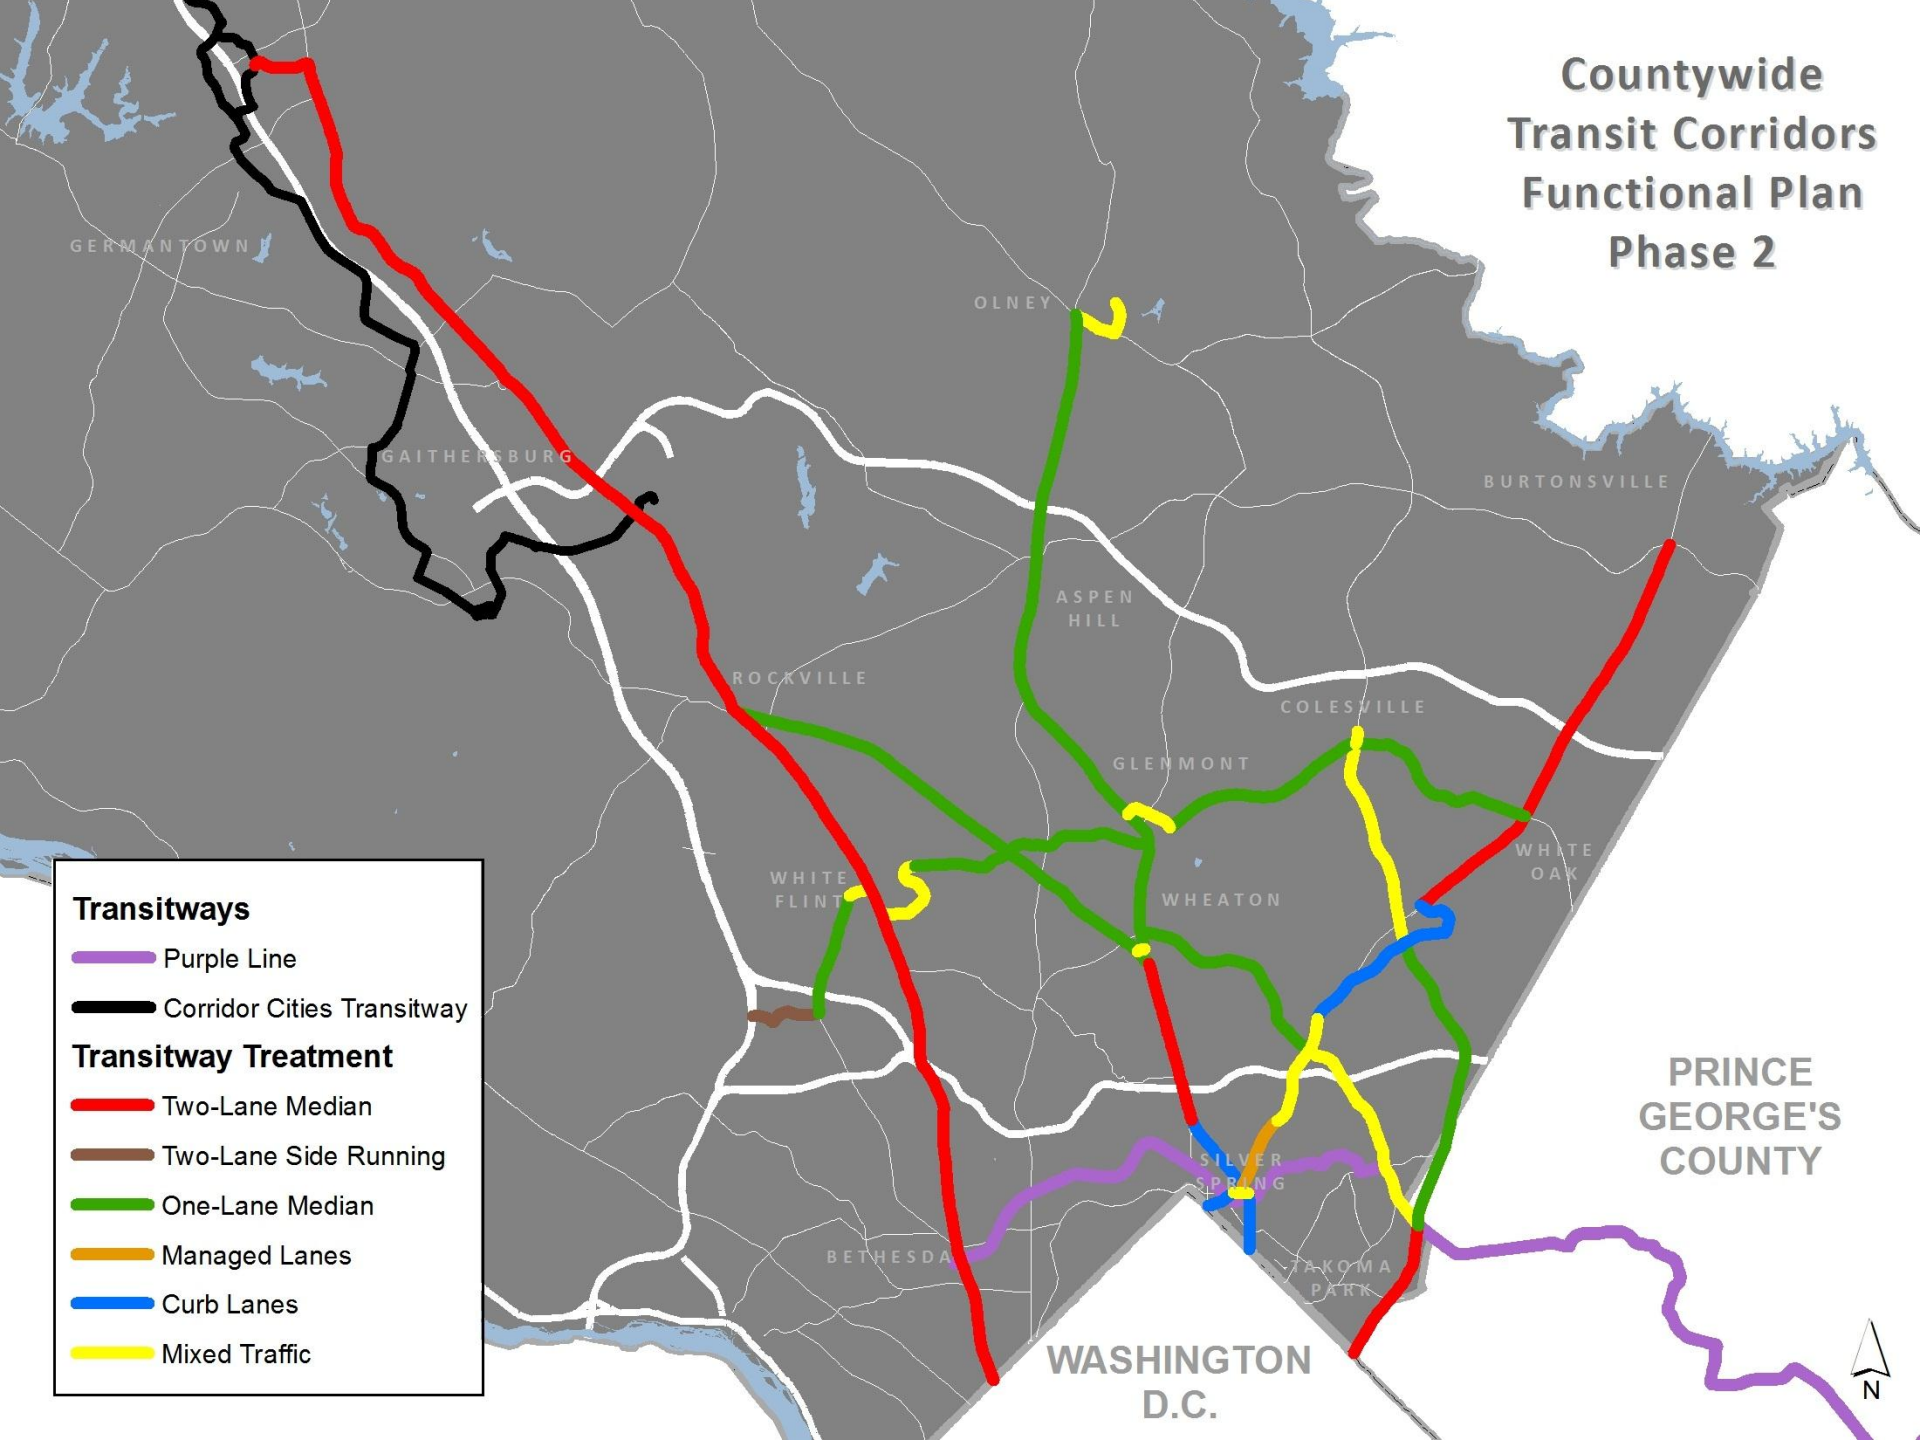 Countywide
Transit Corridors
Functional Plan
Phase 2
GERMANTOWN
OLNEY
GAITHERSBURG
BURTONSVILLE
ASPEN
HILL
ROCKVILLE
COLESVILLE
GLENMONT
WHITE
FLINT
WHEATON
WHITE
OAK
SILVER
SPRING
BETHESDA
TAKOMA
PARK
PRINCE
GEORGE'S
COUNTY
WASHINGTON
D.C.
N
Transitways
Purple Line
Corridor Cities Transitway
Transitway Treatment
Two-Lane Median
Two-Lane Side Running
One-Lane Median
Managed Lanes
Curb Lanes
Mixed Traffic